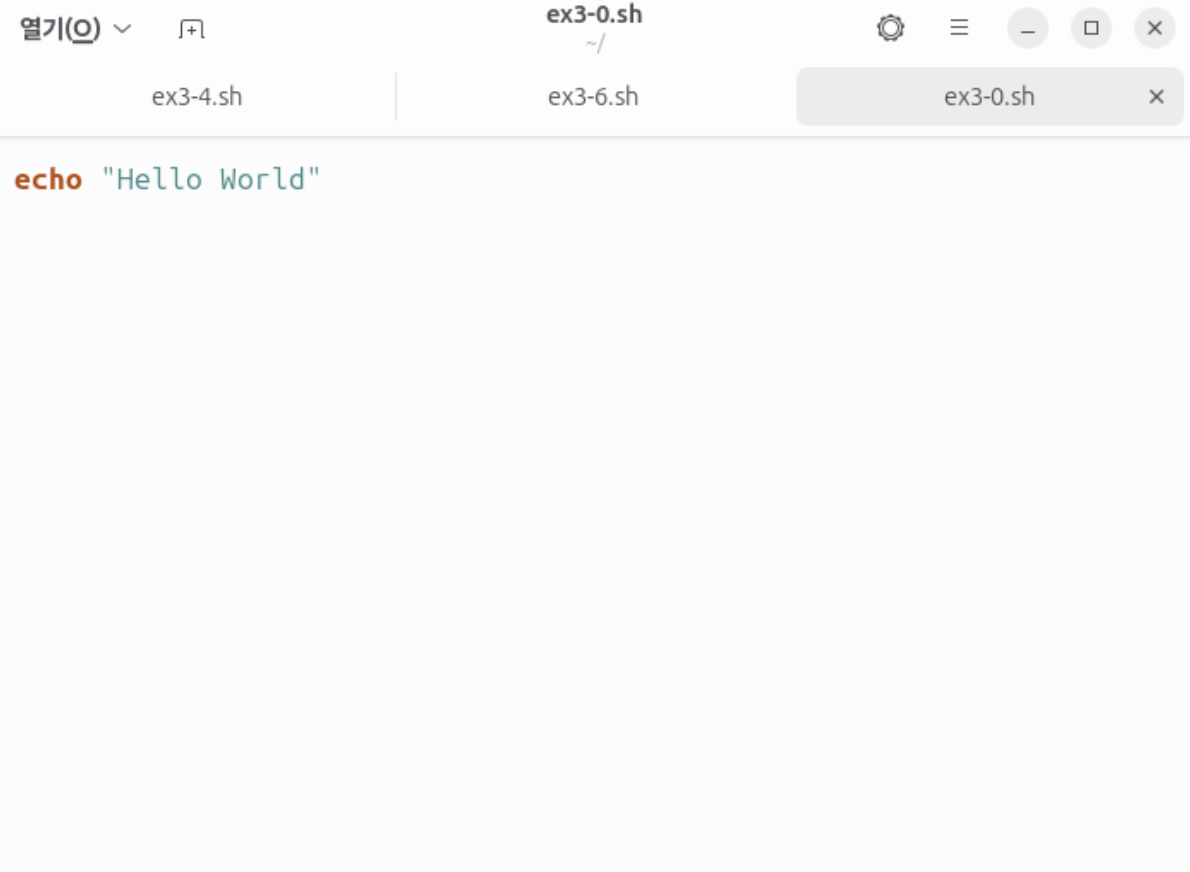 열기(O)
ex3-0.sh
~/
ex3-4.sh
ex3-6.sh
ex3-0.sh
echo "Hello World"